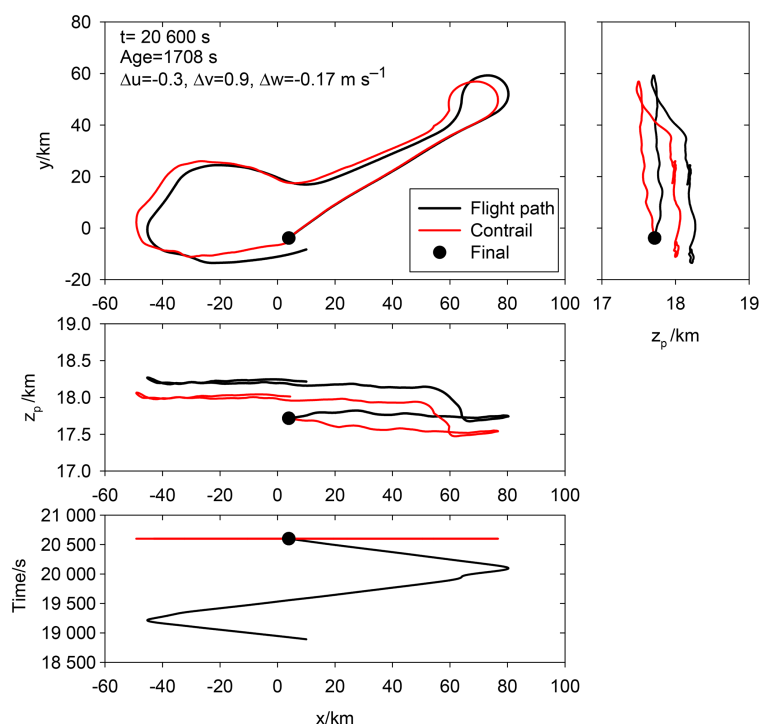 t= 20 600 s
Age=1708 s
Δu=-0.3, Δv=0.9, Δw=-0.17 m s⁻¹
80
60
40
20
0
-20
y/km
-60 -40 -20 0 20 40 60 80 100
Flight path
Contrail
Final
17 18 19
zₚ/km
19.0
18.5
18.0
17.5
17.0
zₚ/km
-60 -40 -20 0 20 40 60 80 100
21 000
20 500
20 000
19 500
19 000
18 500
Time/s
-60 -40 -20 0 20 40 60 80 100
x/km